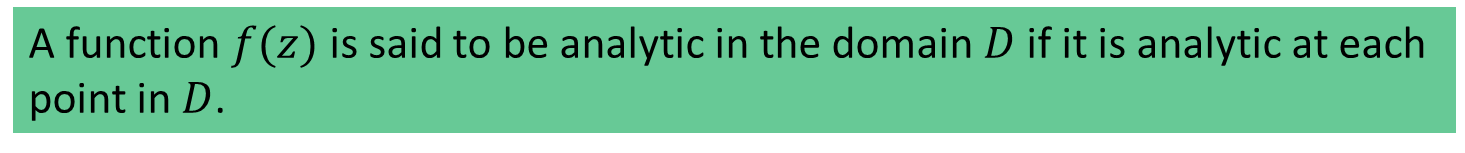 A function f(z) is said to be analytic in the domain D if it is analytic at each
point in D.